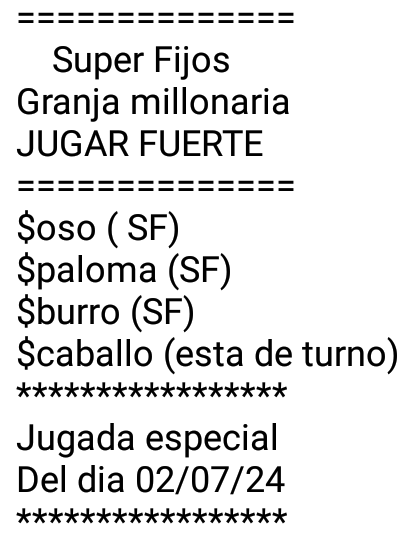 ==============
Super Fijos
Granja millonaria
JUGAR FUERTE
==============
$oso ( SF)
$paloma (SF)
$burro (SF)
$caballo (esta de turno)
*****************
Jugada especial
Del dia 02/07/24
*****************